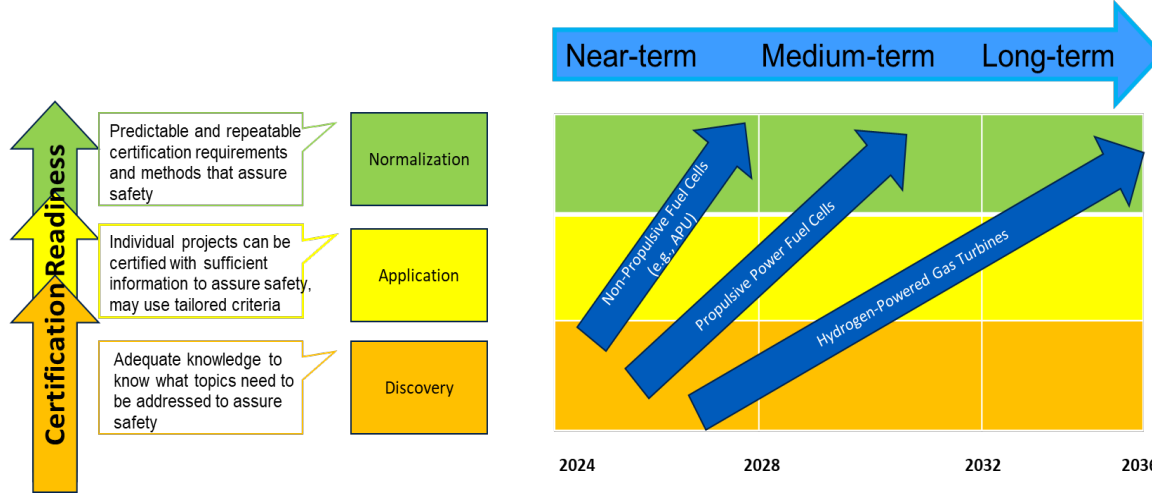 Near-term Medium-term Long-term
Certification Readiness
Predictable and repeatable
certification requirements
and methods that assure
safety
Normalization
Individual projects can be
certified with sufficient
information to assure safety,
may use tailored criteria
Application
Adequate knowledge to
know what topics need to
be addressed to assure
safety
Discovery
Non-Propulsive Fuel Cells
(e.g., APU)
Propulsive Power Fuel Cells
Hydrogen-Powered Gas Turbines
2024 2028 2032 2036